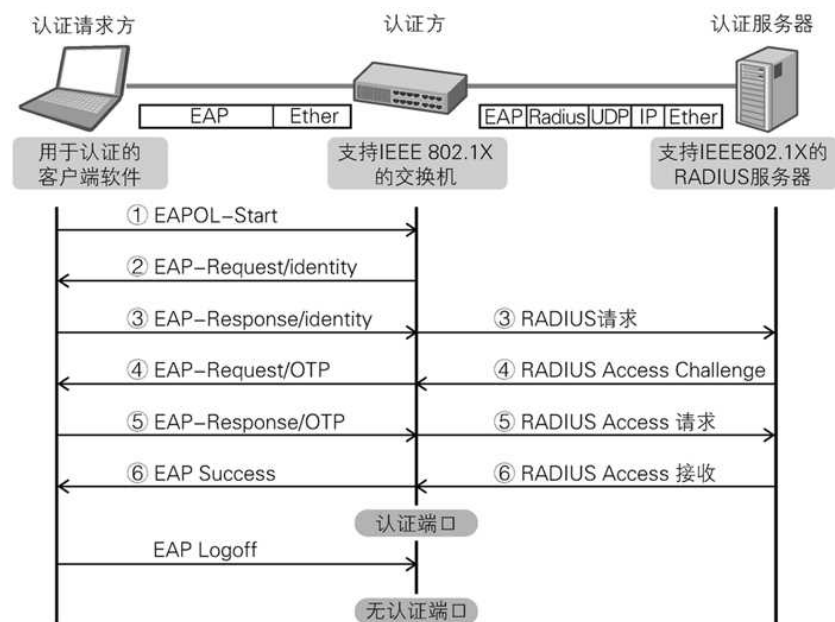 认证请求方
认证方
认证服务器
EAP Ether
EAP Radius UDP IP Ether
用于认证的
客户端软件
支持IEEE 802.1X
的交换机
支持IEEE802.1X的
RADIUS服务器
① EAPOL-Start
② EAP-Request/identity
③ EAP-Response/identity
③ RADIUS请求
④ EAP-Request/OTP
④ RADIUS Access Challenge
⑤ EAP-Response/OTP
⑤ RADIUS Access 请求
⑥ EAP Success
⑥ RADIUS Access 接收
认证端口
EAP Logoff
无认证端口